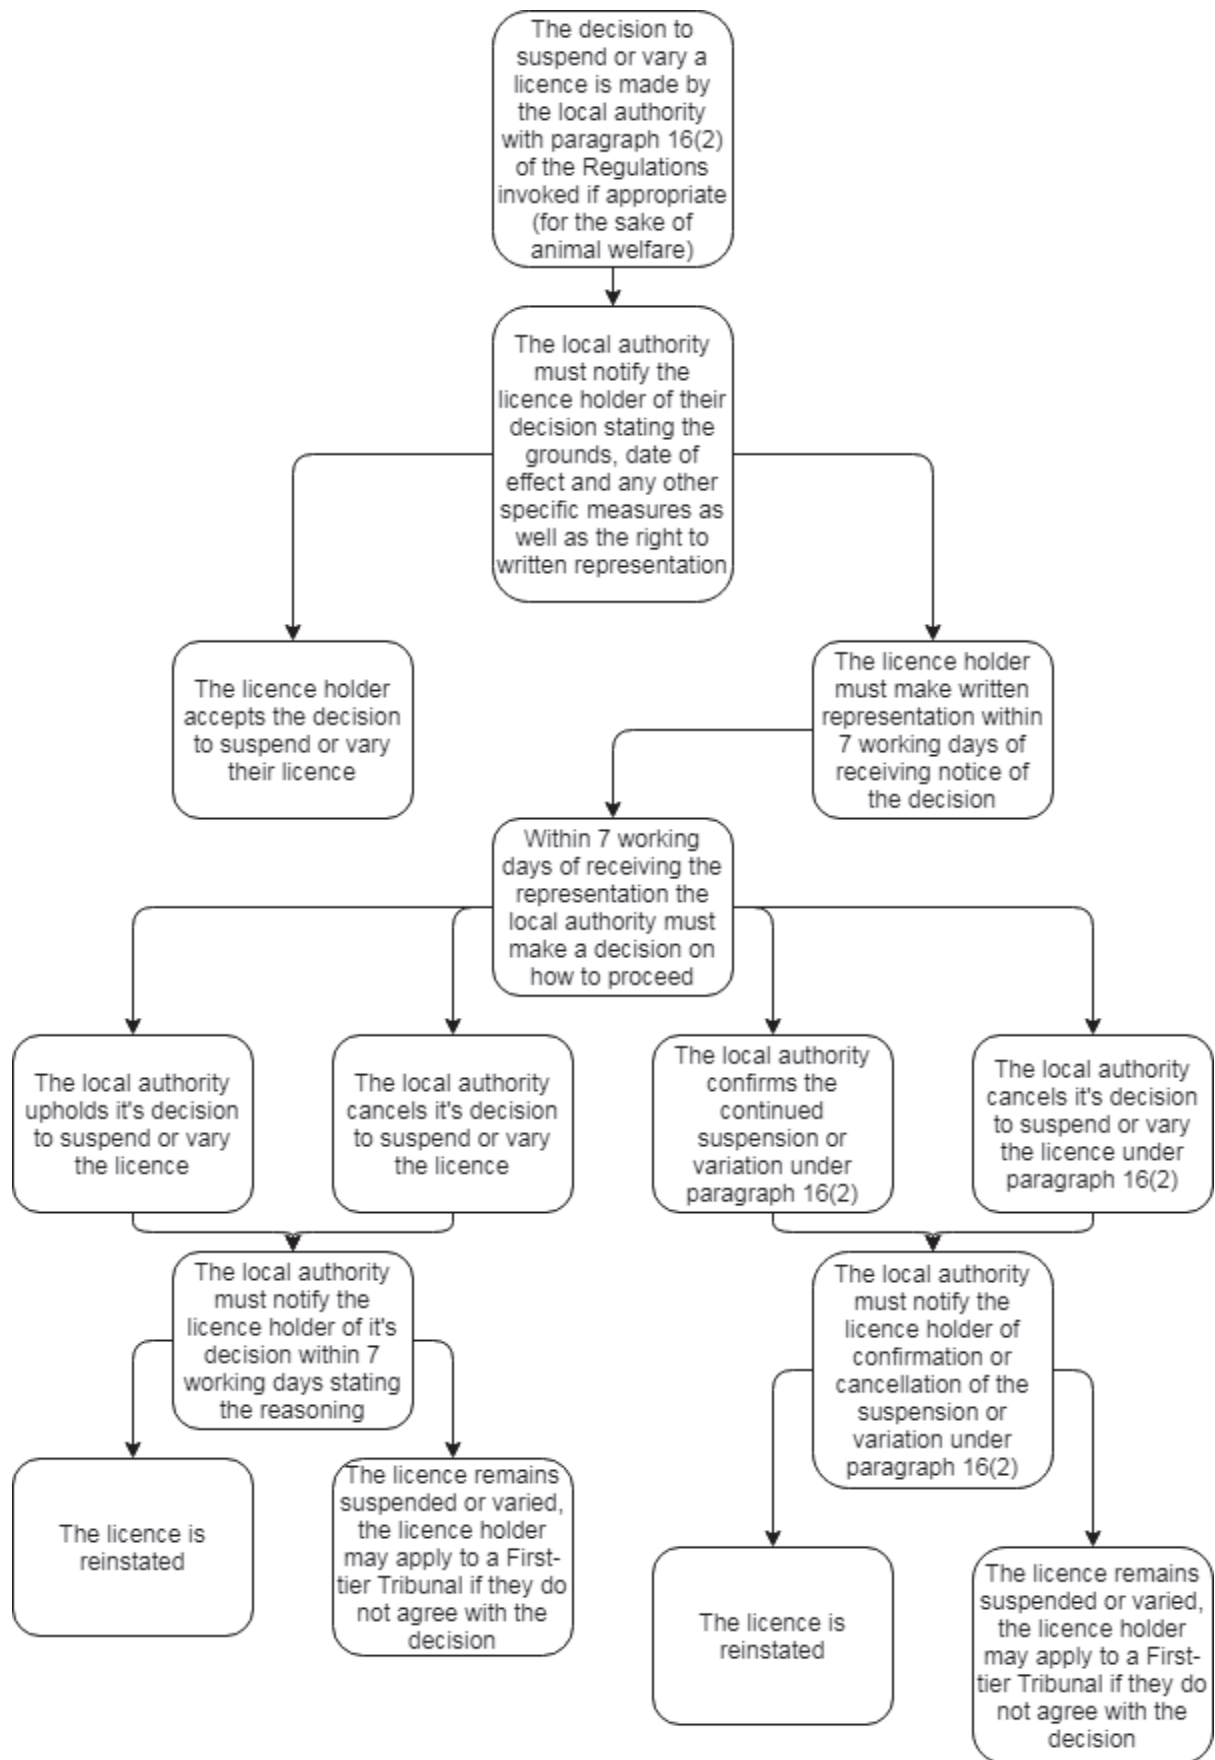 The decision to
suspend or vary a
licence is made by
the local authority
with paragraph 16(2)
of the Regulations
invoked if appropriate
(for the sake of
animal welfare)
The local authority
must notify the
licence holder of their
decision stating the
grounds, date of
effect and any other
specific measures as
well as the right to
written representation
The licence holder
accepts the decision
to suspend or vary
their licence
The licence holder
must make written
representation within
7 working days of
receiving notice of
the decision
Within 7 working
days of receiving the
representation the
local authority must
make a decision on
how to proceed
The local authority
upholds it's decision
to suspend or vary
the licence
The local authority
cancels it's decision
to suspend or vary
the licence
The local authority
confirms the
continued
suspension or
variation under
paragraph 16(2)
The local authority
cancels it's decision
to suspend or vary
the licence under
paragraph 16(2)
The local authority
must notify the
licence holder of it's
decision within 7
working days stating
the reasoning
The local authority
must notify the
licence holder of
confirmation or
cancellation of the
suspension or
variation under
paragraph 16(2)
The licence is
reinstated
The licence remains
suspended or varied,
the licence holder
may apply to a First-
tier Tribunal if they do
not agree with the
decision
The licence is
reinstated
The licence remains
suspended or varied,
the licence holder
may apply to a First-
tier Tribunal if they do
not agree with the
decision